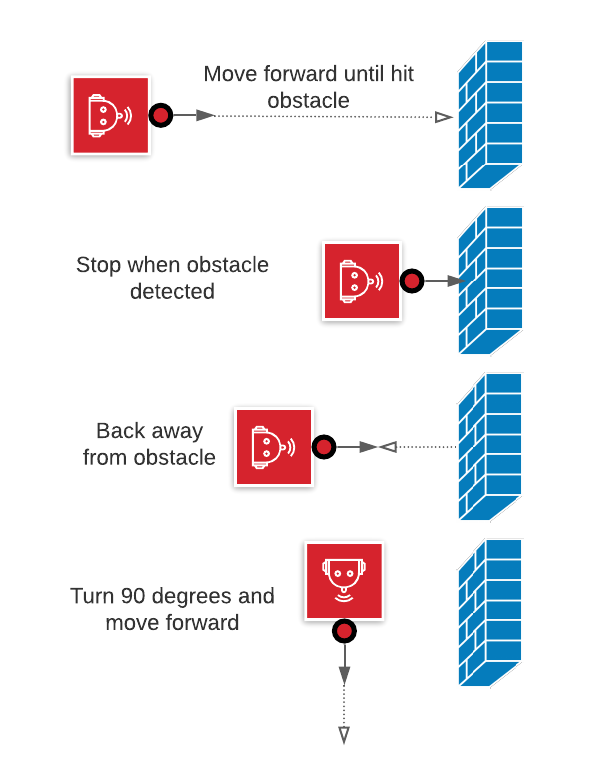 Move forward until hit
obstacle
Stop when obstacle
detected
Back away
from obstacle
Turn 90 degrees and
move forward